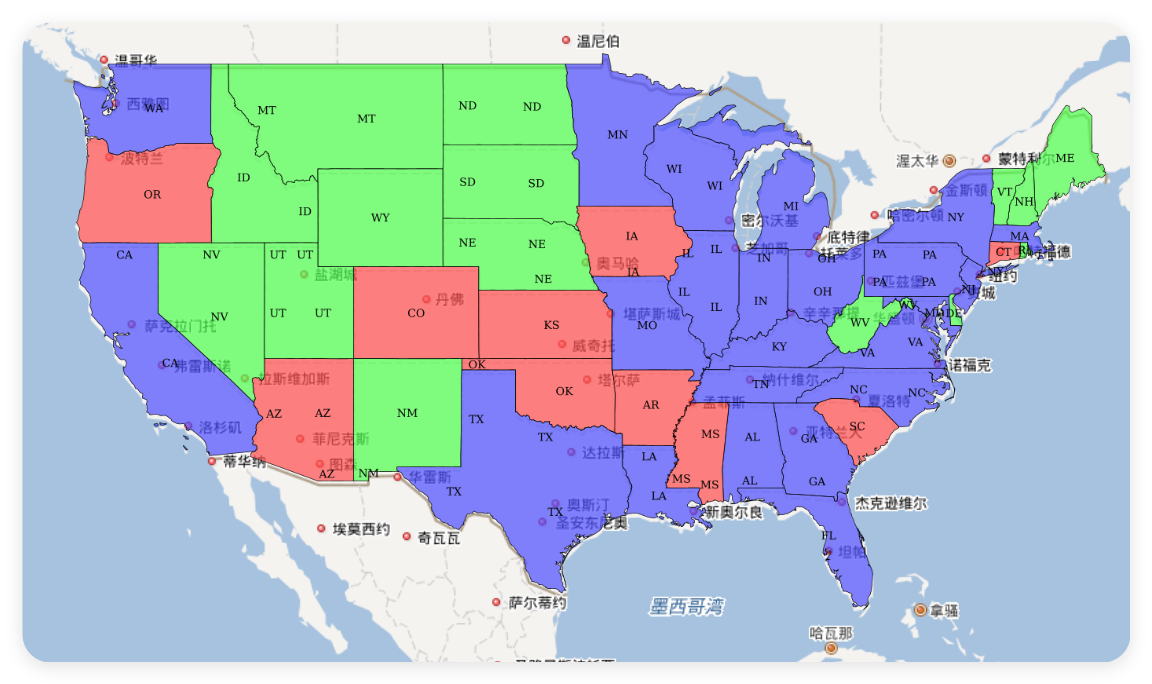 温尼伯
温哥华
西雅图
WA
MT
MT
ND
ND
MN
波特兰
渥太华
蒙特利尔
ME
OR
ID
ID
WY
SD
SD
WI
WI
MI
金斯顿
VT
NH
NY
哈密尔顿
密尔沃基
底特律
MA
CT
RI
CA
NV
UT
UT
NE
NE
NE
IA
IA
奥马哈
IL
IL
芝加哥
IN
OH
托莱多
PA
PA
PA
PA
匹兹堡
NY
纽约
NJ
盐湖城
丹佛
CO
KS
堪萨斯城
MO
威奇托
IL
IL
IN
OH
辛辛那提
WV
WV
华盛顿
MD
DE
NV
UT
UT
萨克拉门托
CA
弗雷斯诺
拉斯维加斯
KY
VA
VA
诺福克
OK
OK
塔尔萨
TN
纳什维尔
NC
NC
夏洛特
洛杉矶
AZ
AZ
NM
TX
AR
孟菲斯
MS
AL
GA
亚特兰大
SC
菲尼克斯
蒂华纳
图森
AZ
NM
华雷斯
TX
达拉斯
LA
MS
MS
AL
GA
TX
奥斯汀
TX
圣安东尼奥
LA
新奥尔良
杰克逊维尔
埃莫西约
奇瓦瓦
FL
坦帕
萨尔蒂约
墨西哥湾
拿骚
哈瓦那